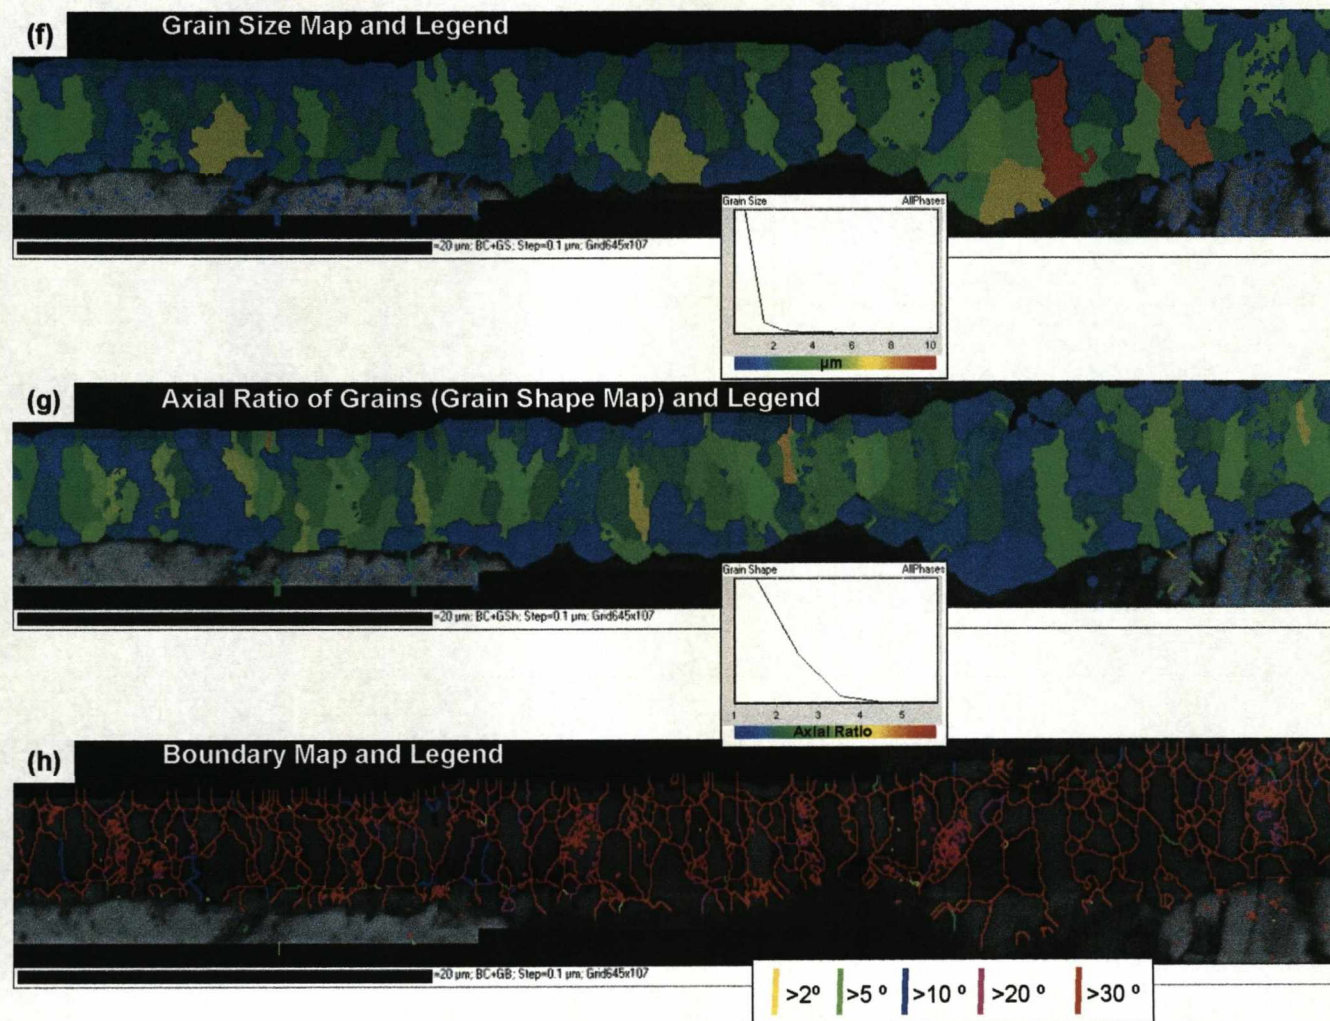 (f) Grain Size Map and Legend
Grain Size AllPhases
=20 µm; BC+GS; Step=0.1 µm; Grid645x107
2 4 6 8 10
µm
(g) Axial Ratio of Grains (Grain Shape Map) and Legend
Grain Shape AllPhases
=20 µm; BC+GSh; Step=0.1 µm; Grid645x107
1 2 3 4 5
Axial Ratio
(h) Boundary Map and Legend
=20 µm; BC+GB; Step=0.1 µm; Grid645x107
>2º >5 º >10 º >20 º >30 º